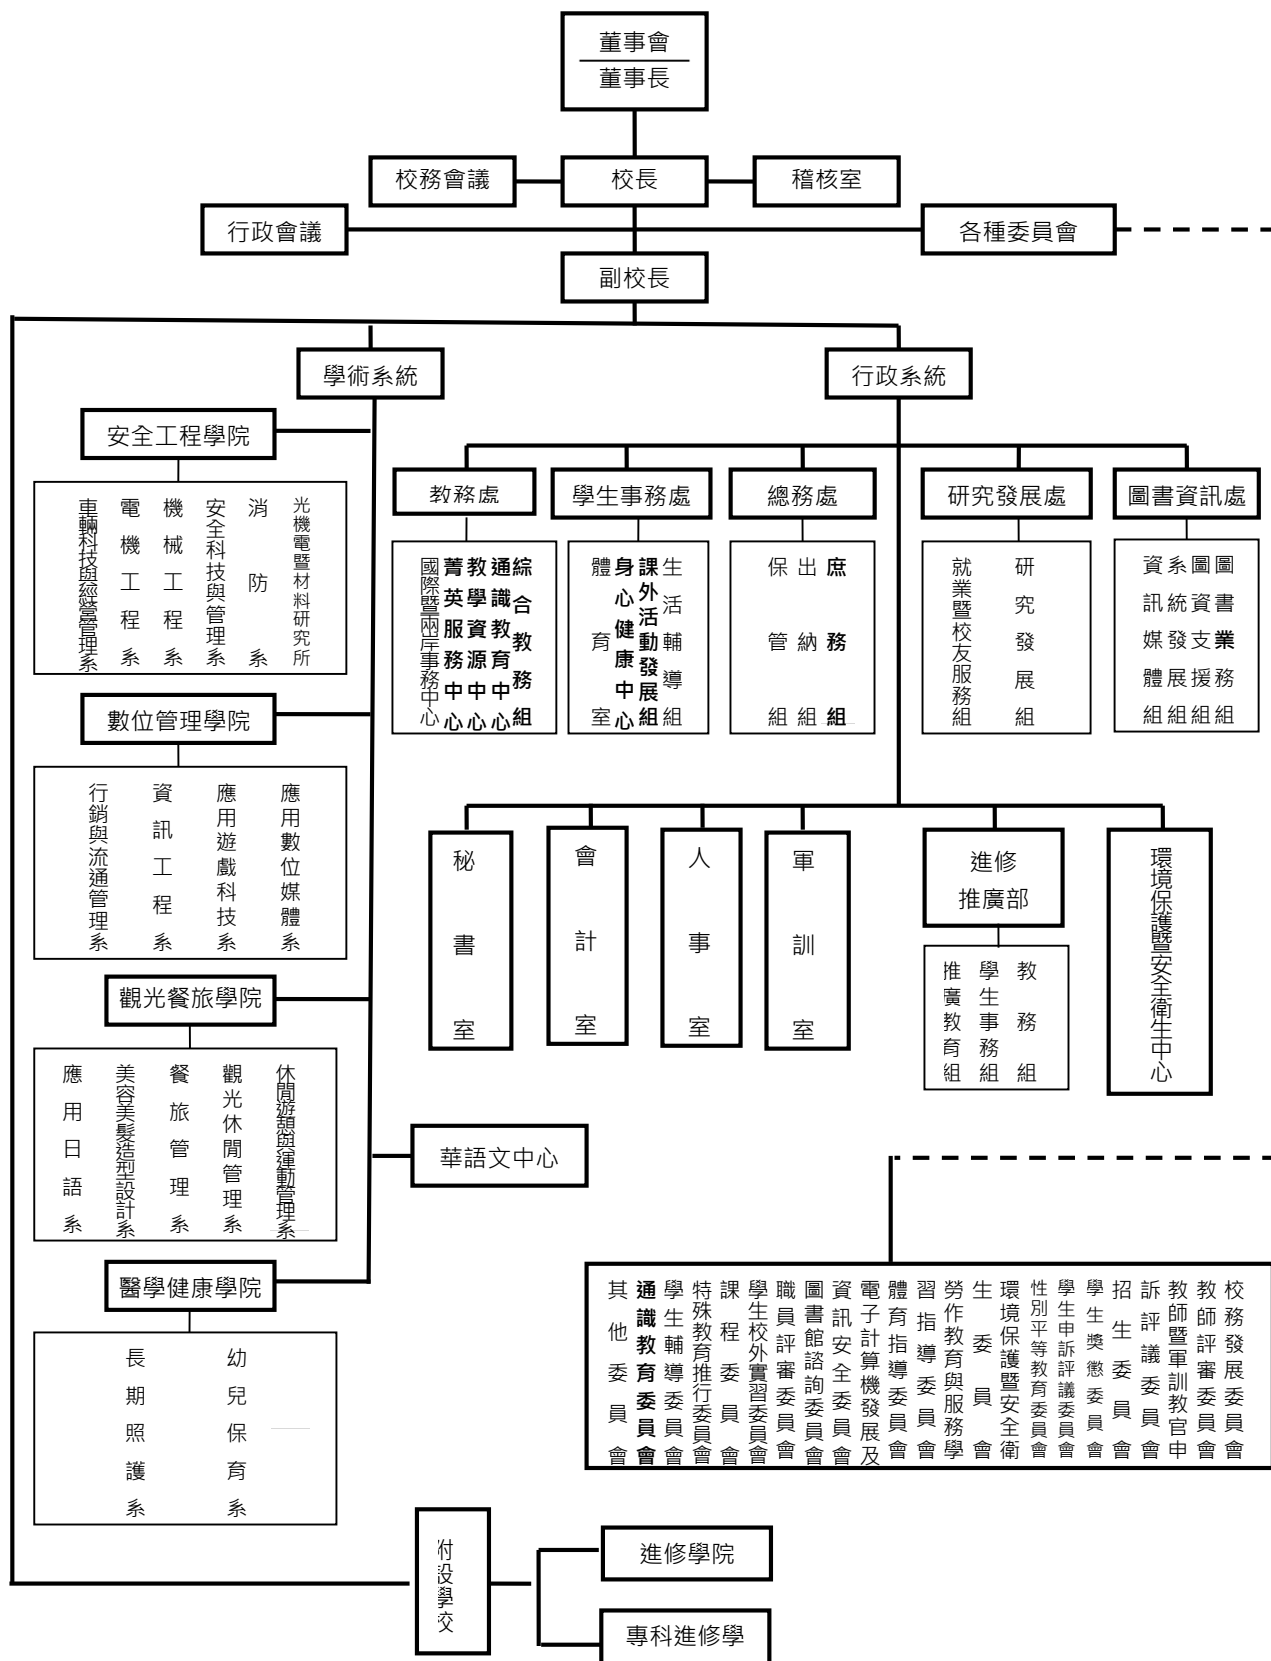 董事會
董事長
校務會議
校長
稽核室
行政會議
各種委員會
副校長
學術系統
行政系統
安全工程學院
車輛科技與經營管理系
電機工程系
機械工程系
安全科技與管理系
消防系
光機電暨材料研究所
數位管理學院
行銷與流通管理系
資訊工程系
應用遊戲科技系
應用數位媒體系
觀光餐旅學院
應用日語系
美容美髮造型設計系
餐旅管理系
觀光休閒管理系
休閒遊憩與運動管理系
醫學健康學院
長期照護系
幼兒保育系
教務處
國際暨兩岸事務中心
菁英服務中心
教學資源中心
通識教育中心
綜合教務組
學生事務處
體育室
身心健康中心
課外活動發展組
生活輔導組
總務處
保管組
出納組
庶務組
研究發展處
就業暨校友服務組
研究發展組
圖書資訊處
資訊媒體組
系統發展組
圖資支援組
圖書業務組
秘書室
會計室
人事室
軍訓室
進修
推廣部
推廣教育組
學生事務組
教務組
環境保護暨安全衛生中心
華語文中心
校務發展委員會
教師評審委員會
教師暨軍訓教官申
訴評議委員會
招生委員會
學生獎懲委員會
學生申訴評議委員會
性別平等教育委員會
環境保護暨安全衛
生委員會
勞作教育與服務學
習指導委員會
體育指導委員會
電子計算機發展及
資訊安全委員會
圖書館諮詢委員會
職員評審委員會
學生校外實習委員會
課程委員會
特殊教育推行委員會
學生輔導委員會
通識教育委員會
其他委員會
附設學校
進修學院
專科進修學